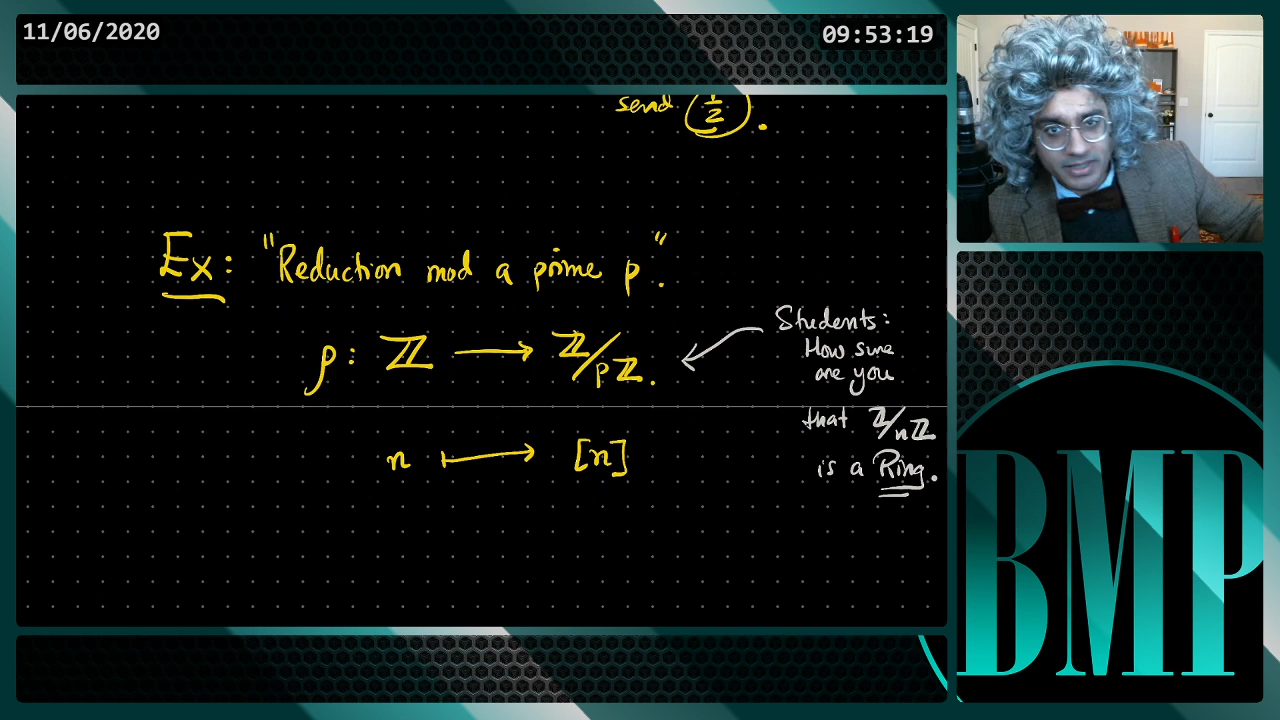 11/06/2020
09:53:19
send 1/2.
Ex: "Reduction mod a prime p".
ρ: ℤ → ℤ/pℤ.
n ↦ [n]
Students:
How sure
are you
that ℤ/nℤ
is a Ring.
BMP